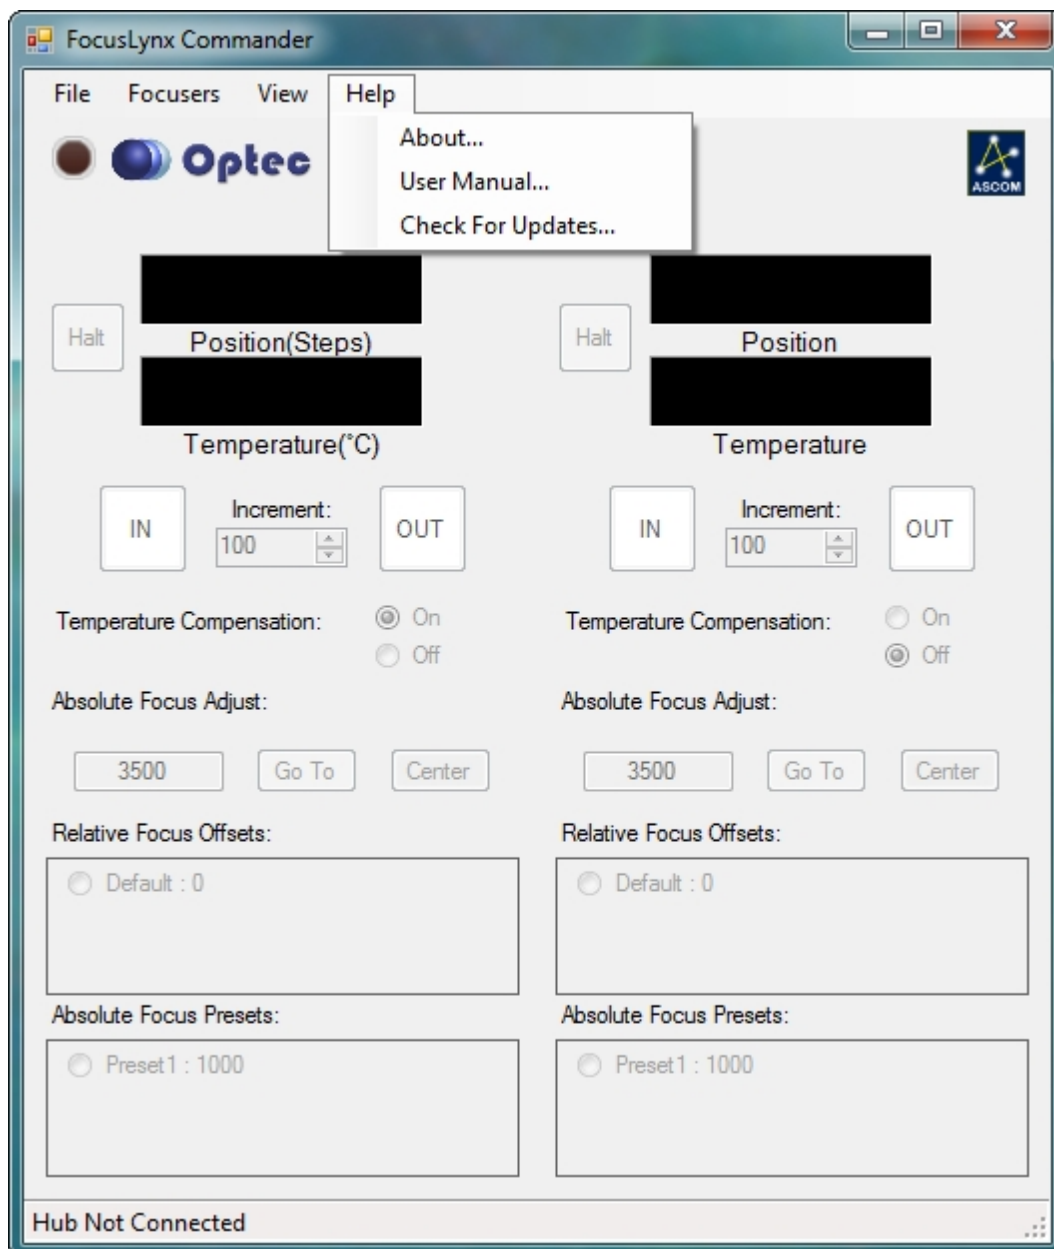 FocusLynx Commander
File Focusers View Help
About...
User Manual...
Check For Updates...
Optec
ASCOM
Halt
Position(Steps)
Temperature(°C)
Halt
Position
Temperature
IN
Increment:
100
OUT
IN
Increment:
100
OUT
Temperature Compensation:
On
Off
Temperature Compensation:
On
Off
Absolute Focus Adjust:
3500 Go To Center
Absolute Focus Adjust:
3500 Go To Center
Relative Focus Offsets:
Default : 0
Relative Focus Offsets:
Default : 0
Absolute Focus Presets:
Preset1 : 1000
Absolute Focus Presets:
Preset1 : 1000
Hub Not Connected